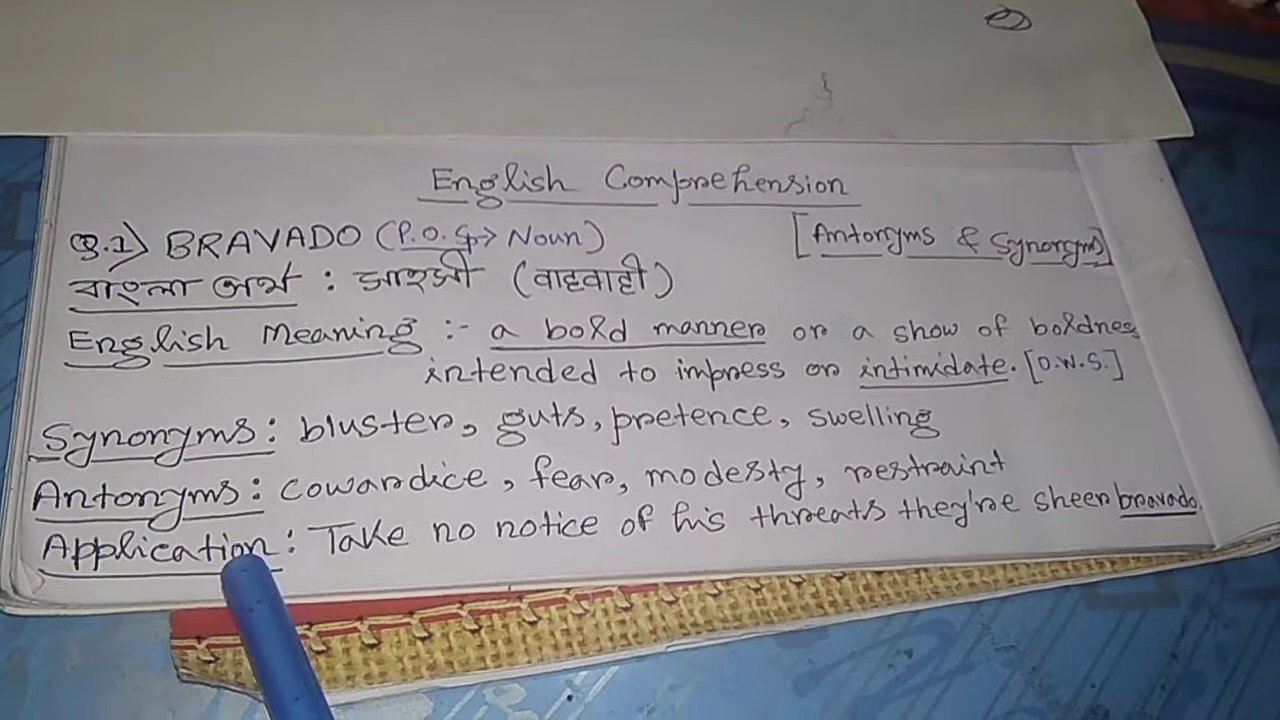 English Comprehension
Q.1) BRAVADO (P.O.Sp→ Noun) [Antonyms & Synonyms]
বাংলা অর্থ : সাহসী (वाहवाही)
English Meaning :- a bold manner or a show of boldness
intended to impress or intimidate. [O.W.S.]
Synonyms: bluster, guts, pretence, swelling
Antonyms: cowardice, fear, modesty, restraint
Application: Take no notice of his threats they're sheer bravado.